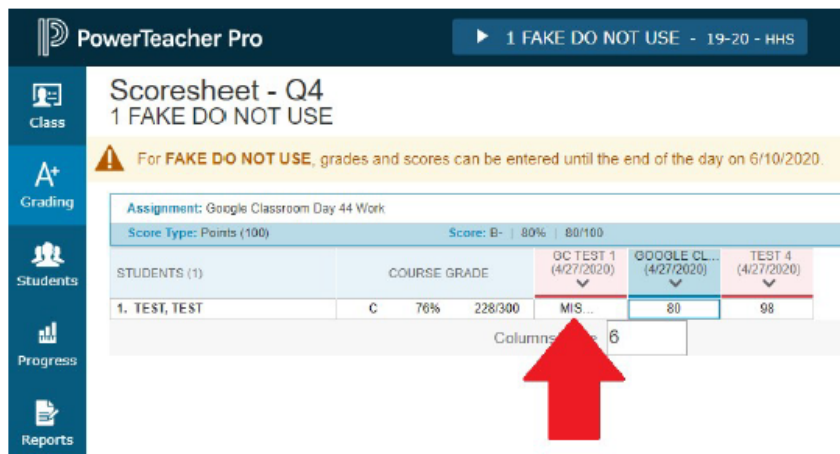 PowerTeacher Pro
1 FAKE DO NOT USE - 19-20 - HHS
Class
Grading
Students
Progress
Reports
Scoresheet - Q4
1 FAKE DO NOT USE
For FAKE DO NOT USE, grades and scores can be entered until the end of the day on 6/10/2020.
Assignment: Google Classroom Day 44 Work
Score Type: Points (100) Score: B- | 80% | 80/100
STUDENTS (1) COURSE GRADE GC TEST 1 (4/27/2020) GOOGLE CL... (4/27/2020) TEST 4 (4/27/2020)
1. TEST, TEST C 76% 228/300 MIS... 80 98
6